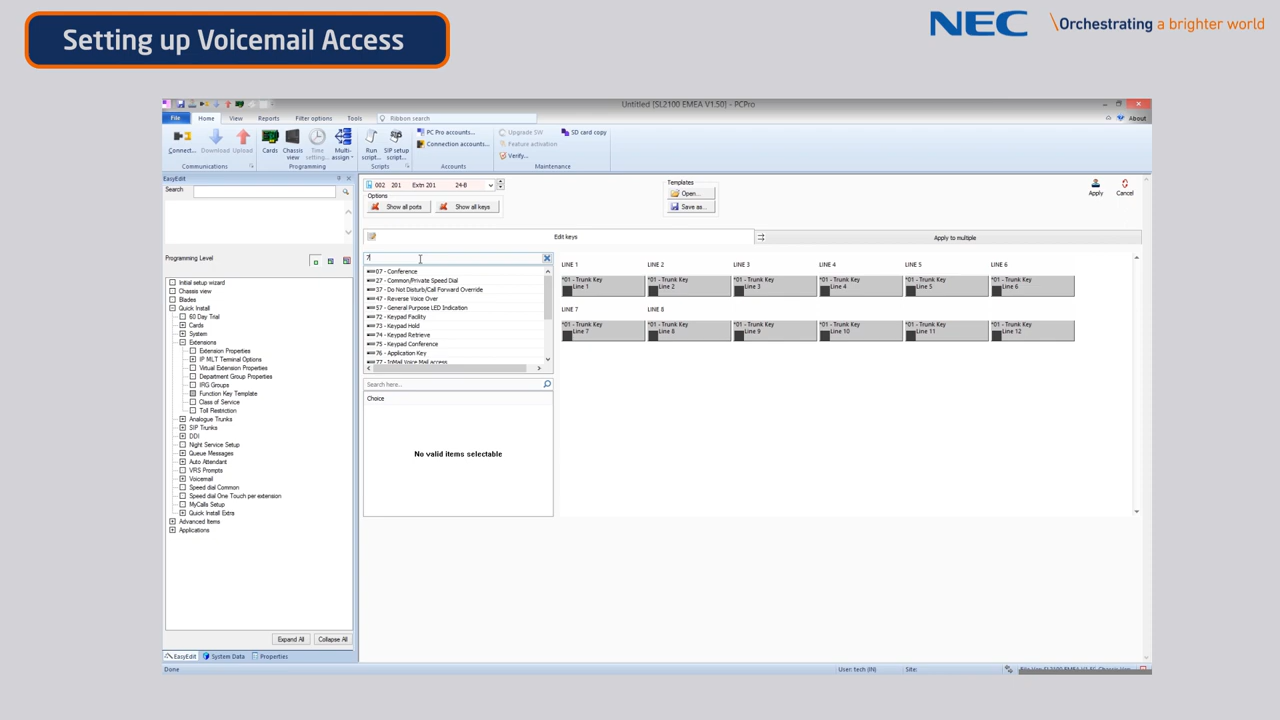 Setting up Voicemail Access
NEC \Orchestrating a brighter world
Untitled [SL2100 EMEA V1.50] - PCPro
File Home View Reports Filter options Tools Ribbon search About
Connect... Download Upload
Communications
Cards Chassis view Time setting... Multi-assign
Programming
Run script... SIP setup script...
Scripts
PC Pro accounts...
Connection accounts...
Accounts
Upgrade SW SD card copy
Feature activation
Verify...
Maintenance
EasyEdit
Search
Programming Level
Initial setup wizard
Chassis view
Blades
Quick Install
60 Day Trial
Cards
System
Extensions
Extension Properties
IP MLT Terminal Options
Virtual Extension Properties
Department Group Properties
IRG Groups
Function Key Template
Class of Service
Toll Restriction
Analogue Trunks
SIP Trunks
DDI
Night Service Setup
Queue Messages
Auto Attendant
VRS Prompts
Voicemail
Speed dial Common
Speed dial One Touch per extension
MyCalls Setup
Quick Install Extra
Advanced Items
Applications
Expand All Collapse All
EasyEdit System Data Properties
002 201 Extn 201 24-B
Options
Show all ports Show all keys
Templates
Open...
Save as...
Apply Cancel
Edit keys Apply to multiple
7
07 - Conference
27 - Common/Private Speed Dial
37 - Do Not Disturb/Call Forward Override
47 - Reverse Voice Over
57 - General Purpose LED Indication
72 - Keypad Facility
73 - Keypad Hold
74 - Keypad Retrieve
75 - Keypad Conference
76 - Application Key
77 - InMail Voice Mail access
Search here...
Choice
No valid items selectable
LINE 1 LINE 2 LINE 3 LINE 4 LINE 5 LINE 6
*01 - Trunk Key *01 - Trunk Key *01 - Trunk Key *01 - Trunk Key *01 - Trunk Key *01 - Trunk Key
Line 1 Line 2 Line 3 Line 4 Line 5 Line 6
LINE 7 LINE 8
*01 - Trunk Key *01 - Trunk Key *01 - Trunk Key *01 - Trunk Key *01 - Trunk Key *01 - Trunk Key
Line 7 Line 8 Line 9 Line 10 Line 11 Line 12
Done User: tech (IN) Site: